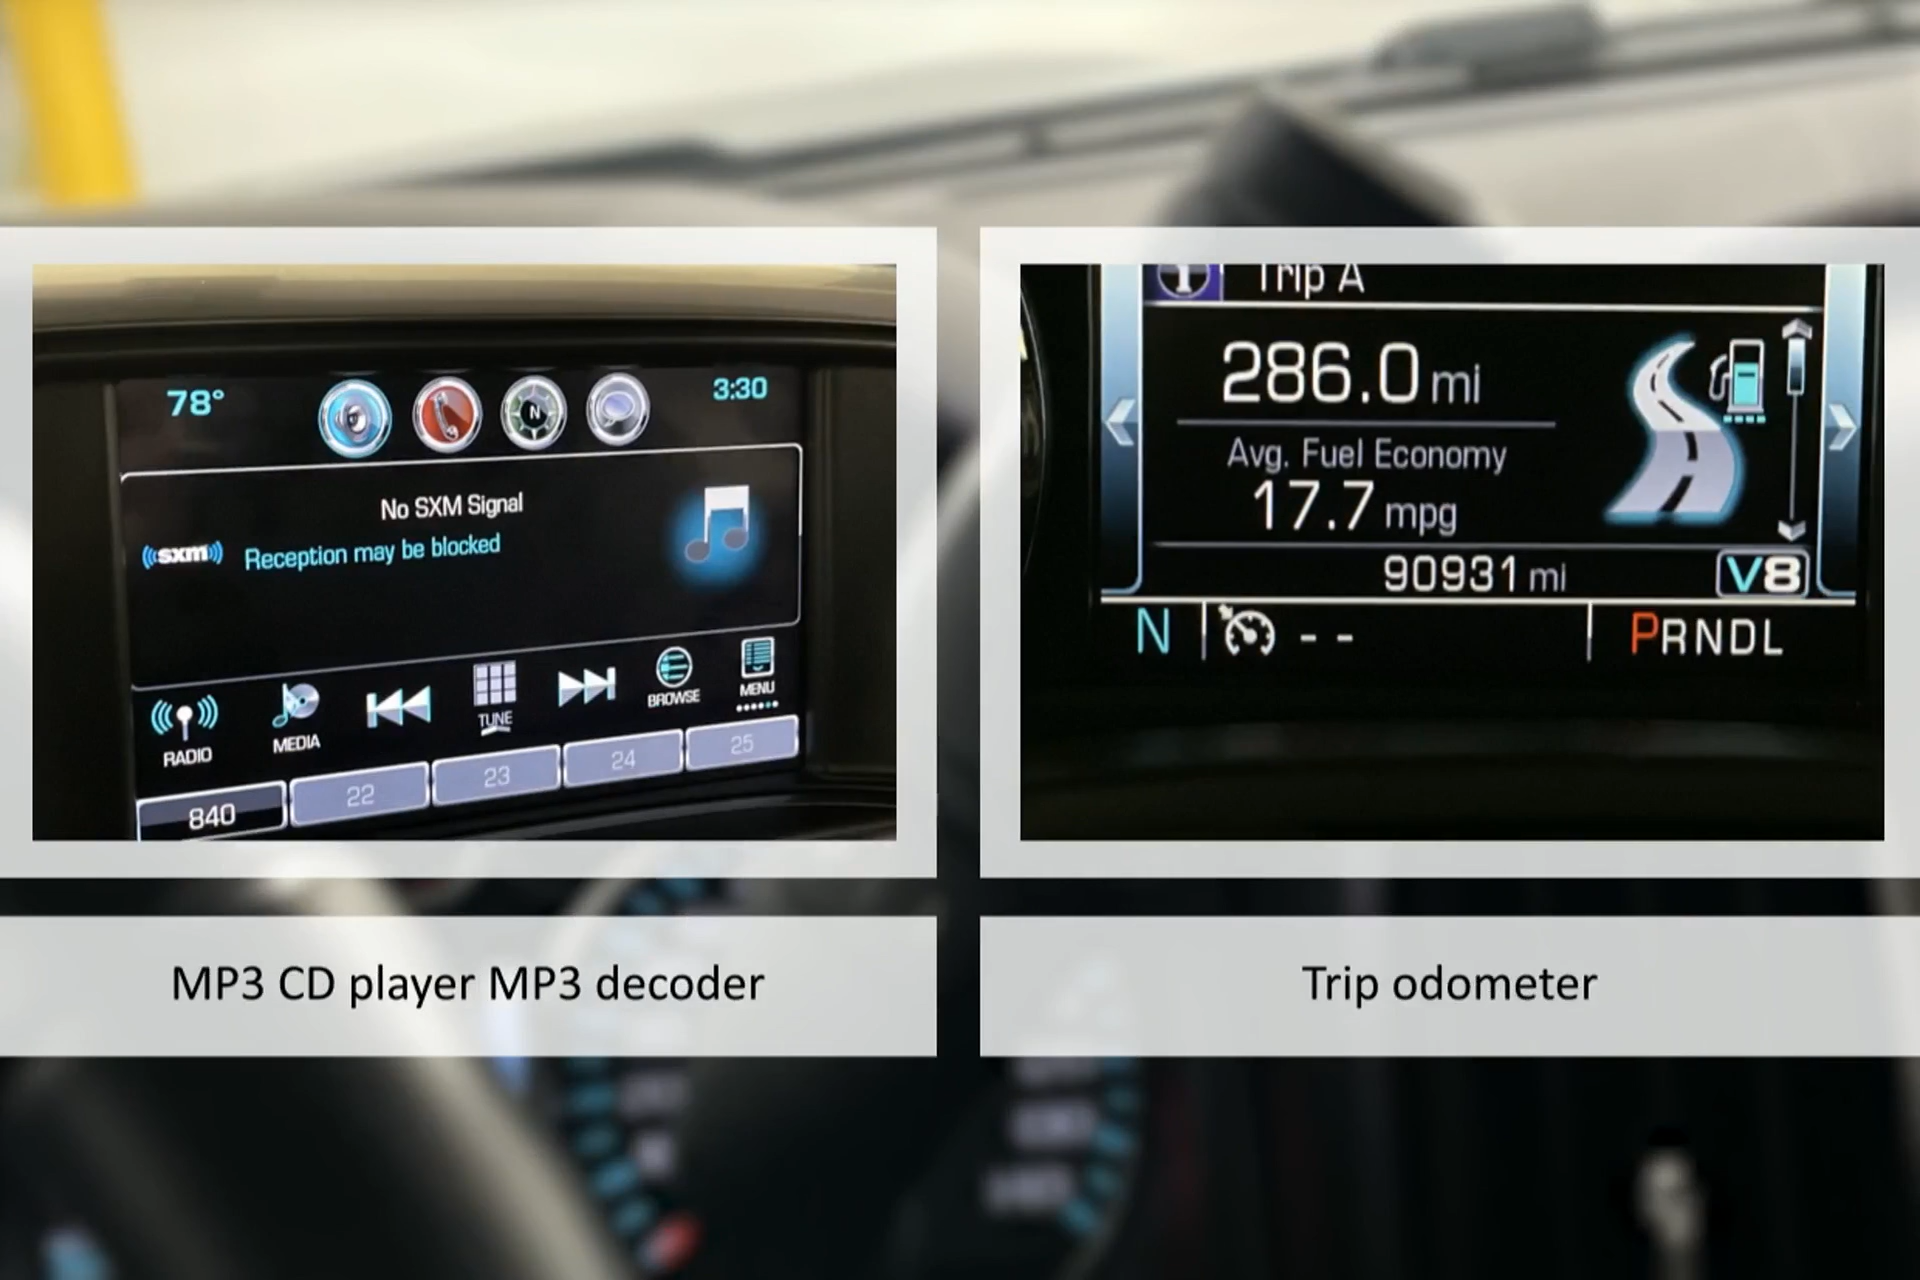 78°
N
3:30
No SXM Signal
sxm
Reception may be blocked
RADIO
MEDIA
TUNE
BROWSE
MENU
840
22
23
24
25
Trip A
286.0 mi
Avg. Fuel Economy
17.7 mpg
90931 mi
V8
N
- -
PRNDL
MP3 CD player MP3 decoder
Trip odometer